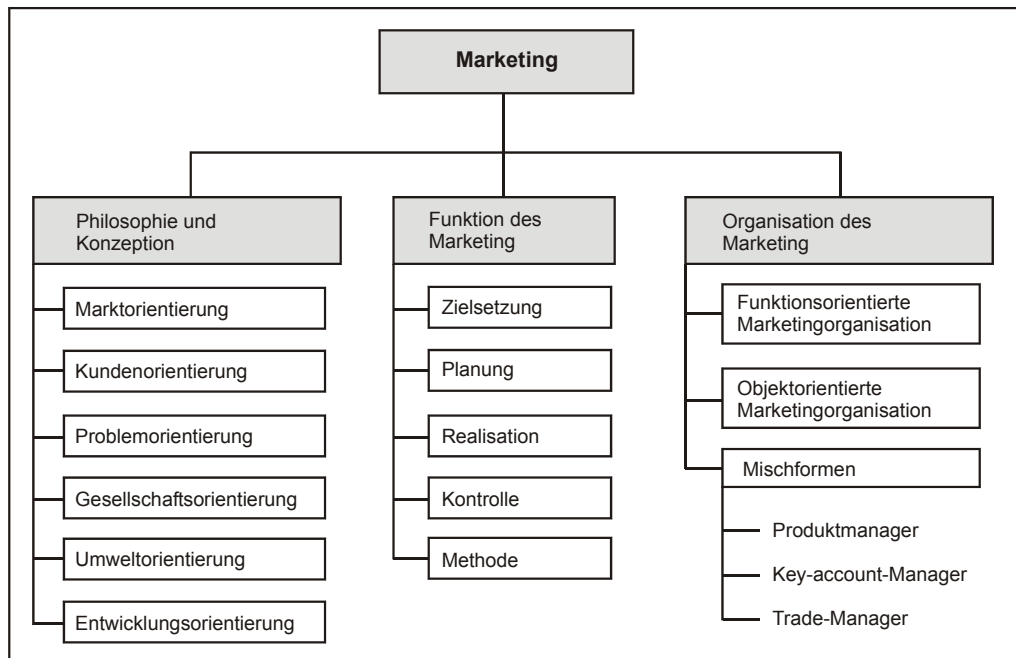 Marketing
Philosophie und
Konzeption
Marktorientierung
Kundenorientierung
Problemorientierung
Gesellschaftsorientierung
Umweltorientierung
Entwicklungsorientierung
Funktion des
Marketing
Zielsetzung
Planung
Realisation
Kontrolle
Methode
Organisation des
Marketing
Funktionsorientierte
Marketingorganisation
Objektorientierte
Marketingorganisation
Mischformen
Produktmanager
Key-account-Manager
Trade-Manager